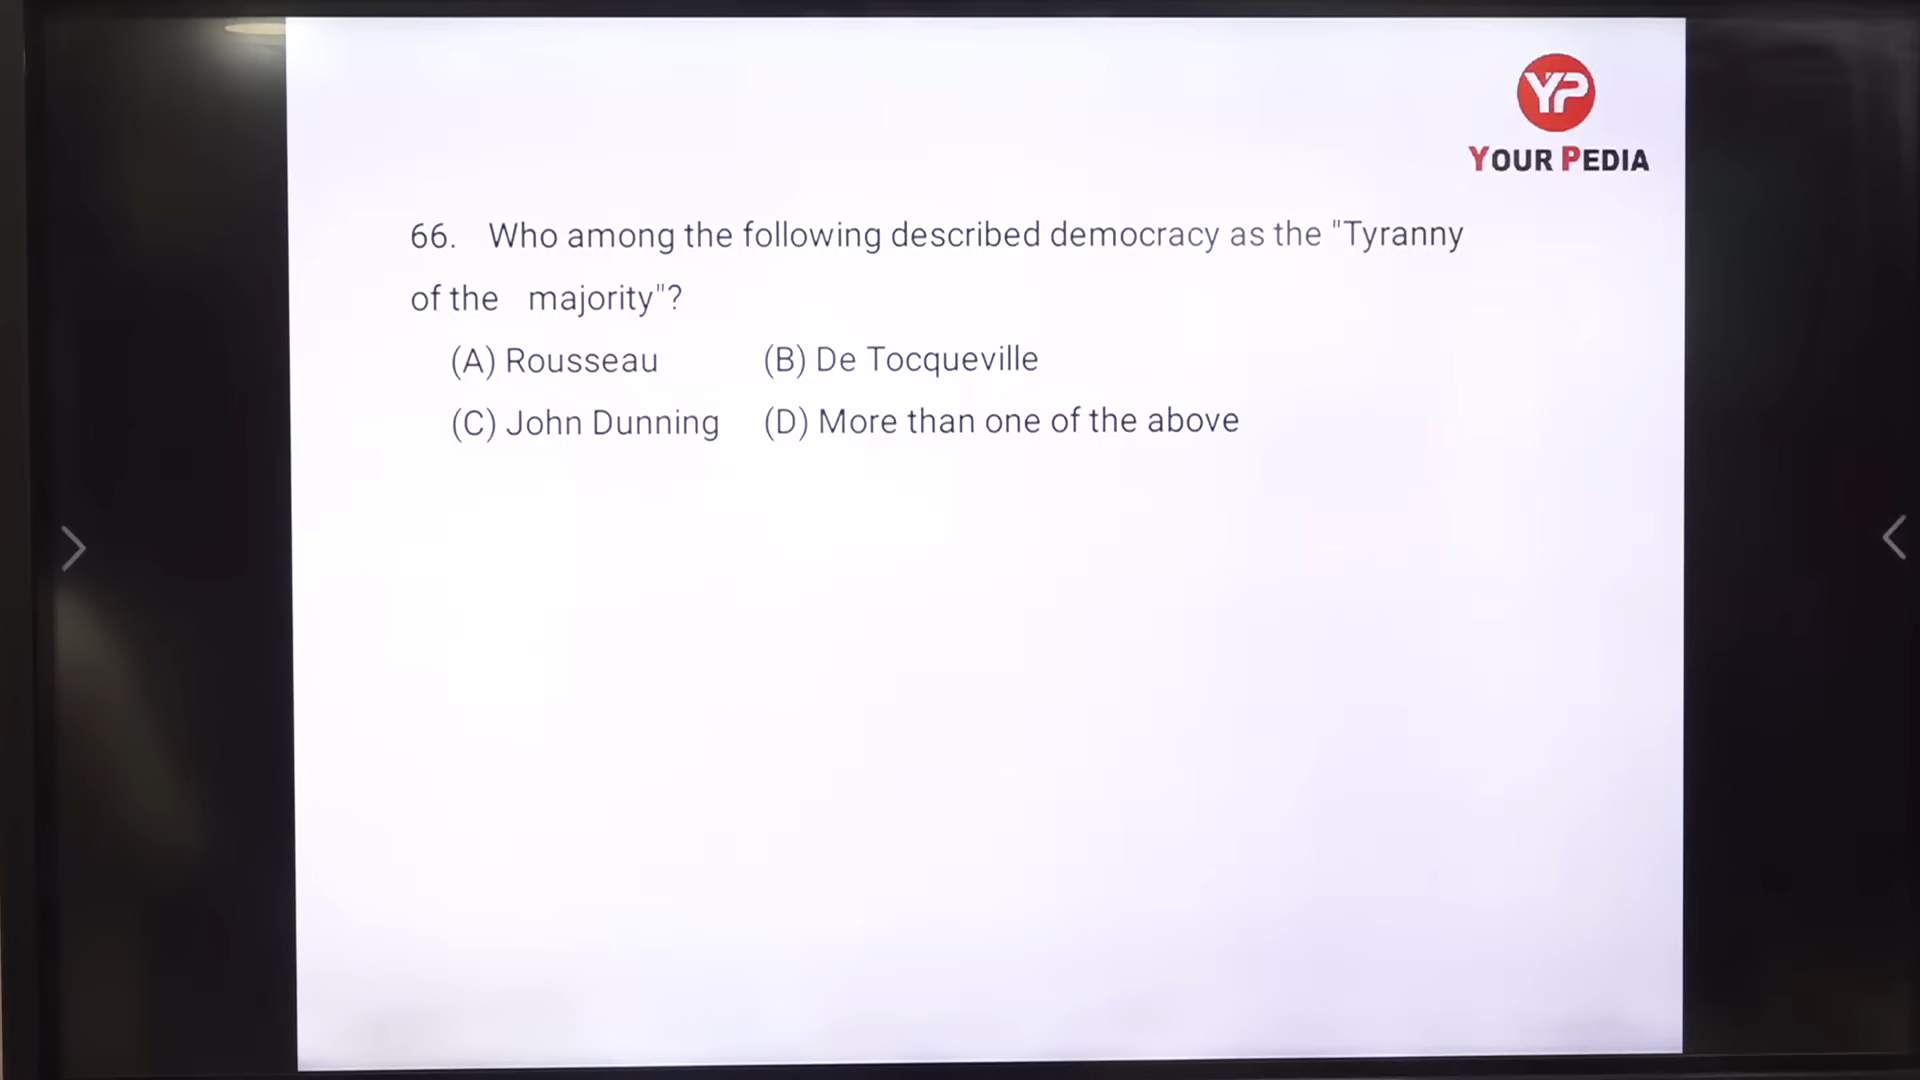 YP
YOUR PEDIA
66. Who among the following described democracy as the "Tyranny
of the majority"?
(A) Rousseau (B) De Tocqueville
(C) John Dunning (D) More than one of the above